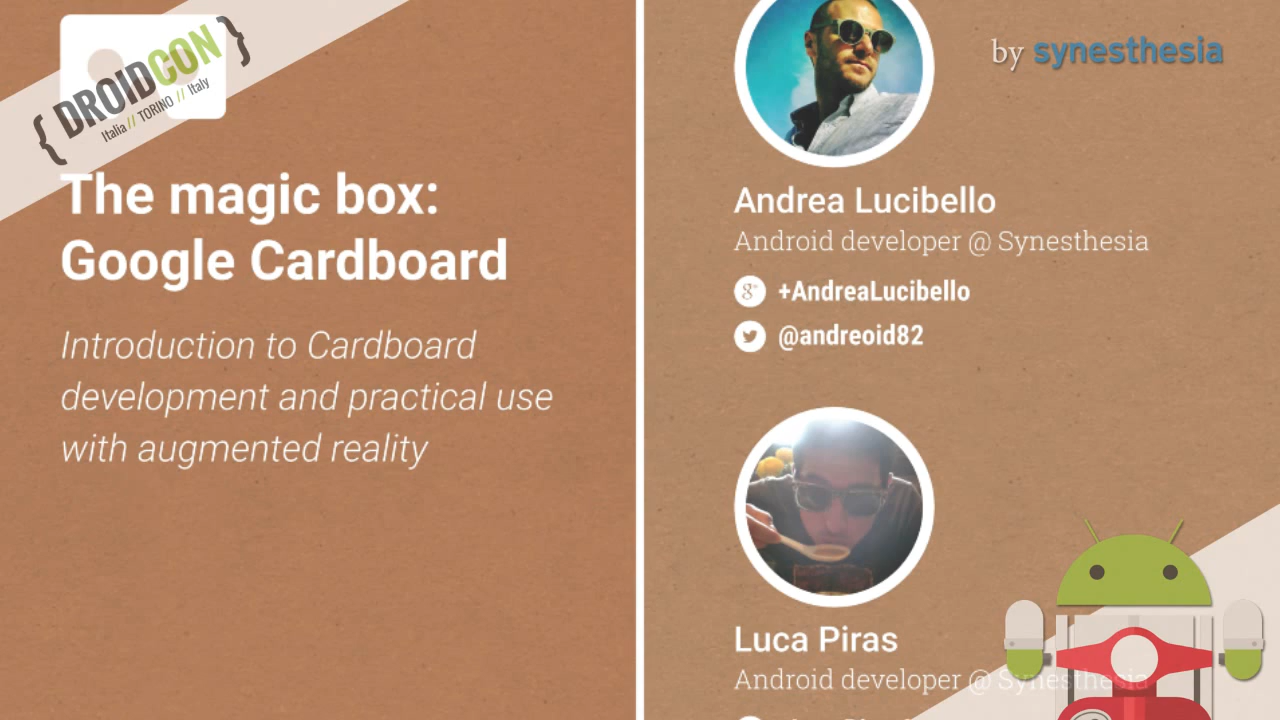 { DROIDCON }
Italia // TORINO // Italy
The magic box:
Google Cardboard
Introduction to Cardboard
development and practical use
with augmented reality
by synesthesia
Andrea Lucibello
Android developer @ Synesthesia
g+ +AndreaLucibello
@andreoid82
Luca Piras
Android developer @ Synesthesia